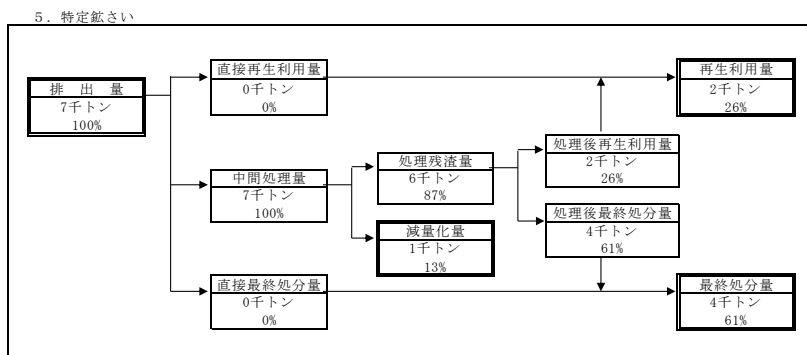 5．特定鉱さい
排　出　量
7千トン
100%
直接再生利用量
0千トン
0%
再生利用量
2千トン
26%
中間処理量
7千トン
100%
処理残渣量
6千トン
87%
処理後再生利用量
2千トン
26%
減量化量
1千トン
13%
処理後最終処分量
4千トン
61%
直接最終処分量
0千トン
0%
最終処分量
4千トン
61%